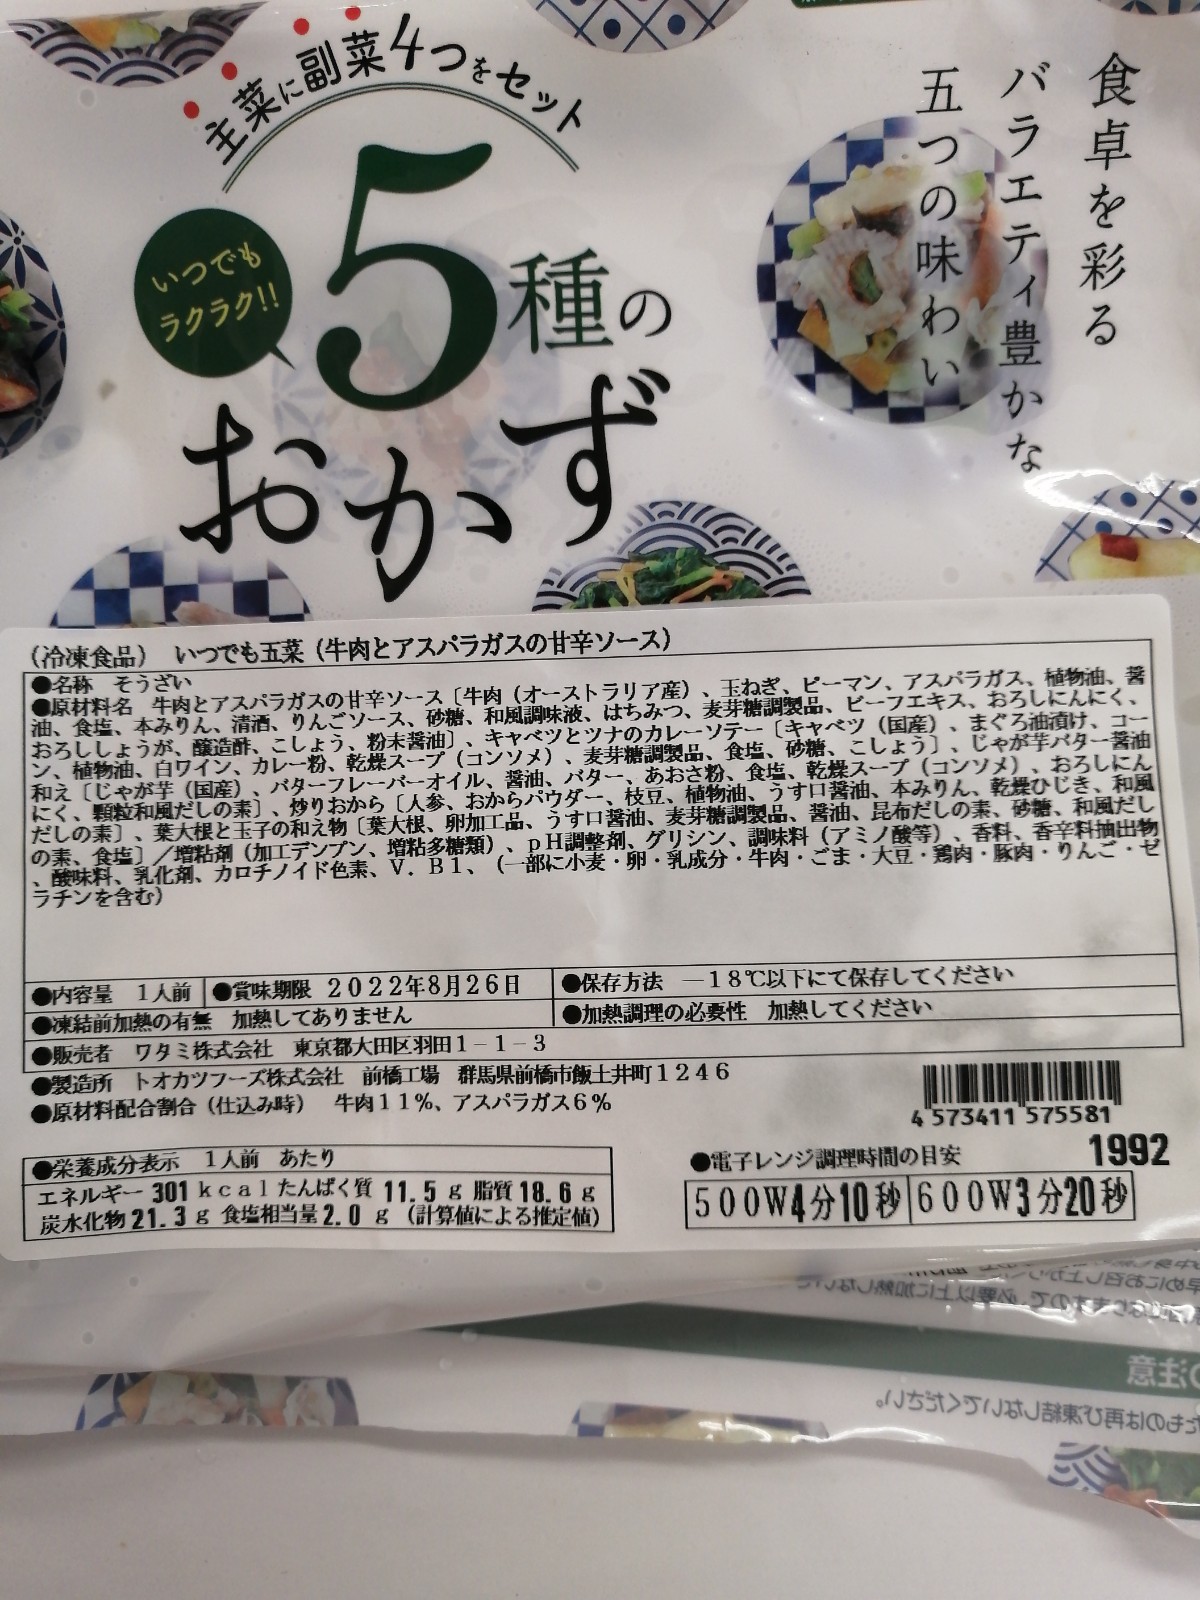 主菜に副菜4つをセット
いつでも
ラクラク!!
5種の
おかず
食卓を彩る
バラエティ豊かな
五つの味わい
(冷凍食品) いつでも五菜(牛肉とアスパラガスの甘辛ソース)
●名称 そうざい
●原材料名 牛肉とアスパラガスの甘辛ソース〔牛肉(オーストラリア産)、玉ねぎ、ピーマン、アスパラガス、植物油、醤
油、食塩、本みりん、清酒、りんごソース、砂糖、和風調味液、はちみつ、麦芽糖調製品、ビーフエキス、おろしにんにく、
おろししょうが、醸造酢、こしょう、粉末醤油〕、キャベツとツナのカレーソテー〔キャベツ(国産)、まぐろ油漬け、コー
ン、植物油、白ワイン、カレー粉、乾燥スープ(コンソメ)、麦芽糖調製品、食塩、砂糖、こしょう〕、じゃが芋バター醤油
和え〔じゃが芋(国産)、バターフレーバーオイル、醤油、バター、あおさ粉、食塩、乾燥スープ(コンソメ)、おろしにん
にく、顆粒和風だしの素〕、炒りおから〔人参、おからパウダー、枝豆、植物油、うす口醤油、本みりん、乾燥ひじき、和風
だしの素〕、葉大根と玉子の和え物〔葉大根、卵加工品、うす口醤油、麦芽糖調製品、醤油、昆布だしの素、砂糖、和風だし
の素、食塩〕/増粘剤(加工デンプン、増粘多糖類)、pH調整剤、グリシン、調味料(アミノ酸等)、香料、香辛料抽出物
、酸味料、乳化剤、カロチノイド色素、V.B1、(一部に小麦・卵・乳成分・牛肉・ごま・大豆・鶏肉・豚肉・りんご・ゼ
ラチンを含む)
●内容量 1人前 ●賞味期限 2022年8月26日 ●保存方法 -18℃以下にて保存してください
●凍結前加熱の有無 加熱してありません ●加熱調理の必要性 加熱してください
●販売者 ワタミ株式会社 東京都大田区羽田1-1-3
●製造所 トオカツフーズ株式会社 前橋工場 群馬県前橋市飯土井町1246
●原材料配合割合(仕込み時) 牛肉11%、アスパラガス6%
4 573411 575581
1992
●栄養成分表示 1人前 あたり
エネルギー 301 kcal たんぱく質 11.5 g 脂質 18.6 g
炭水化物 21.3 g 食塩相当量 2.0 g (計算値による推定値)
●電子レンジ調理時間の目安
500W4分10秒 600W3分20秒
の注意
たものは再び凍結しないでください。